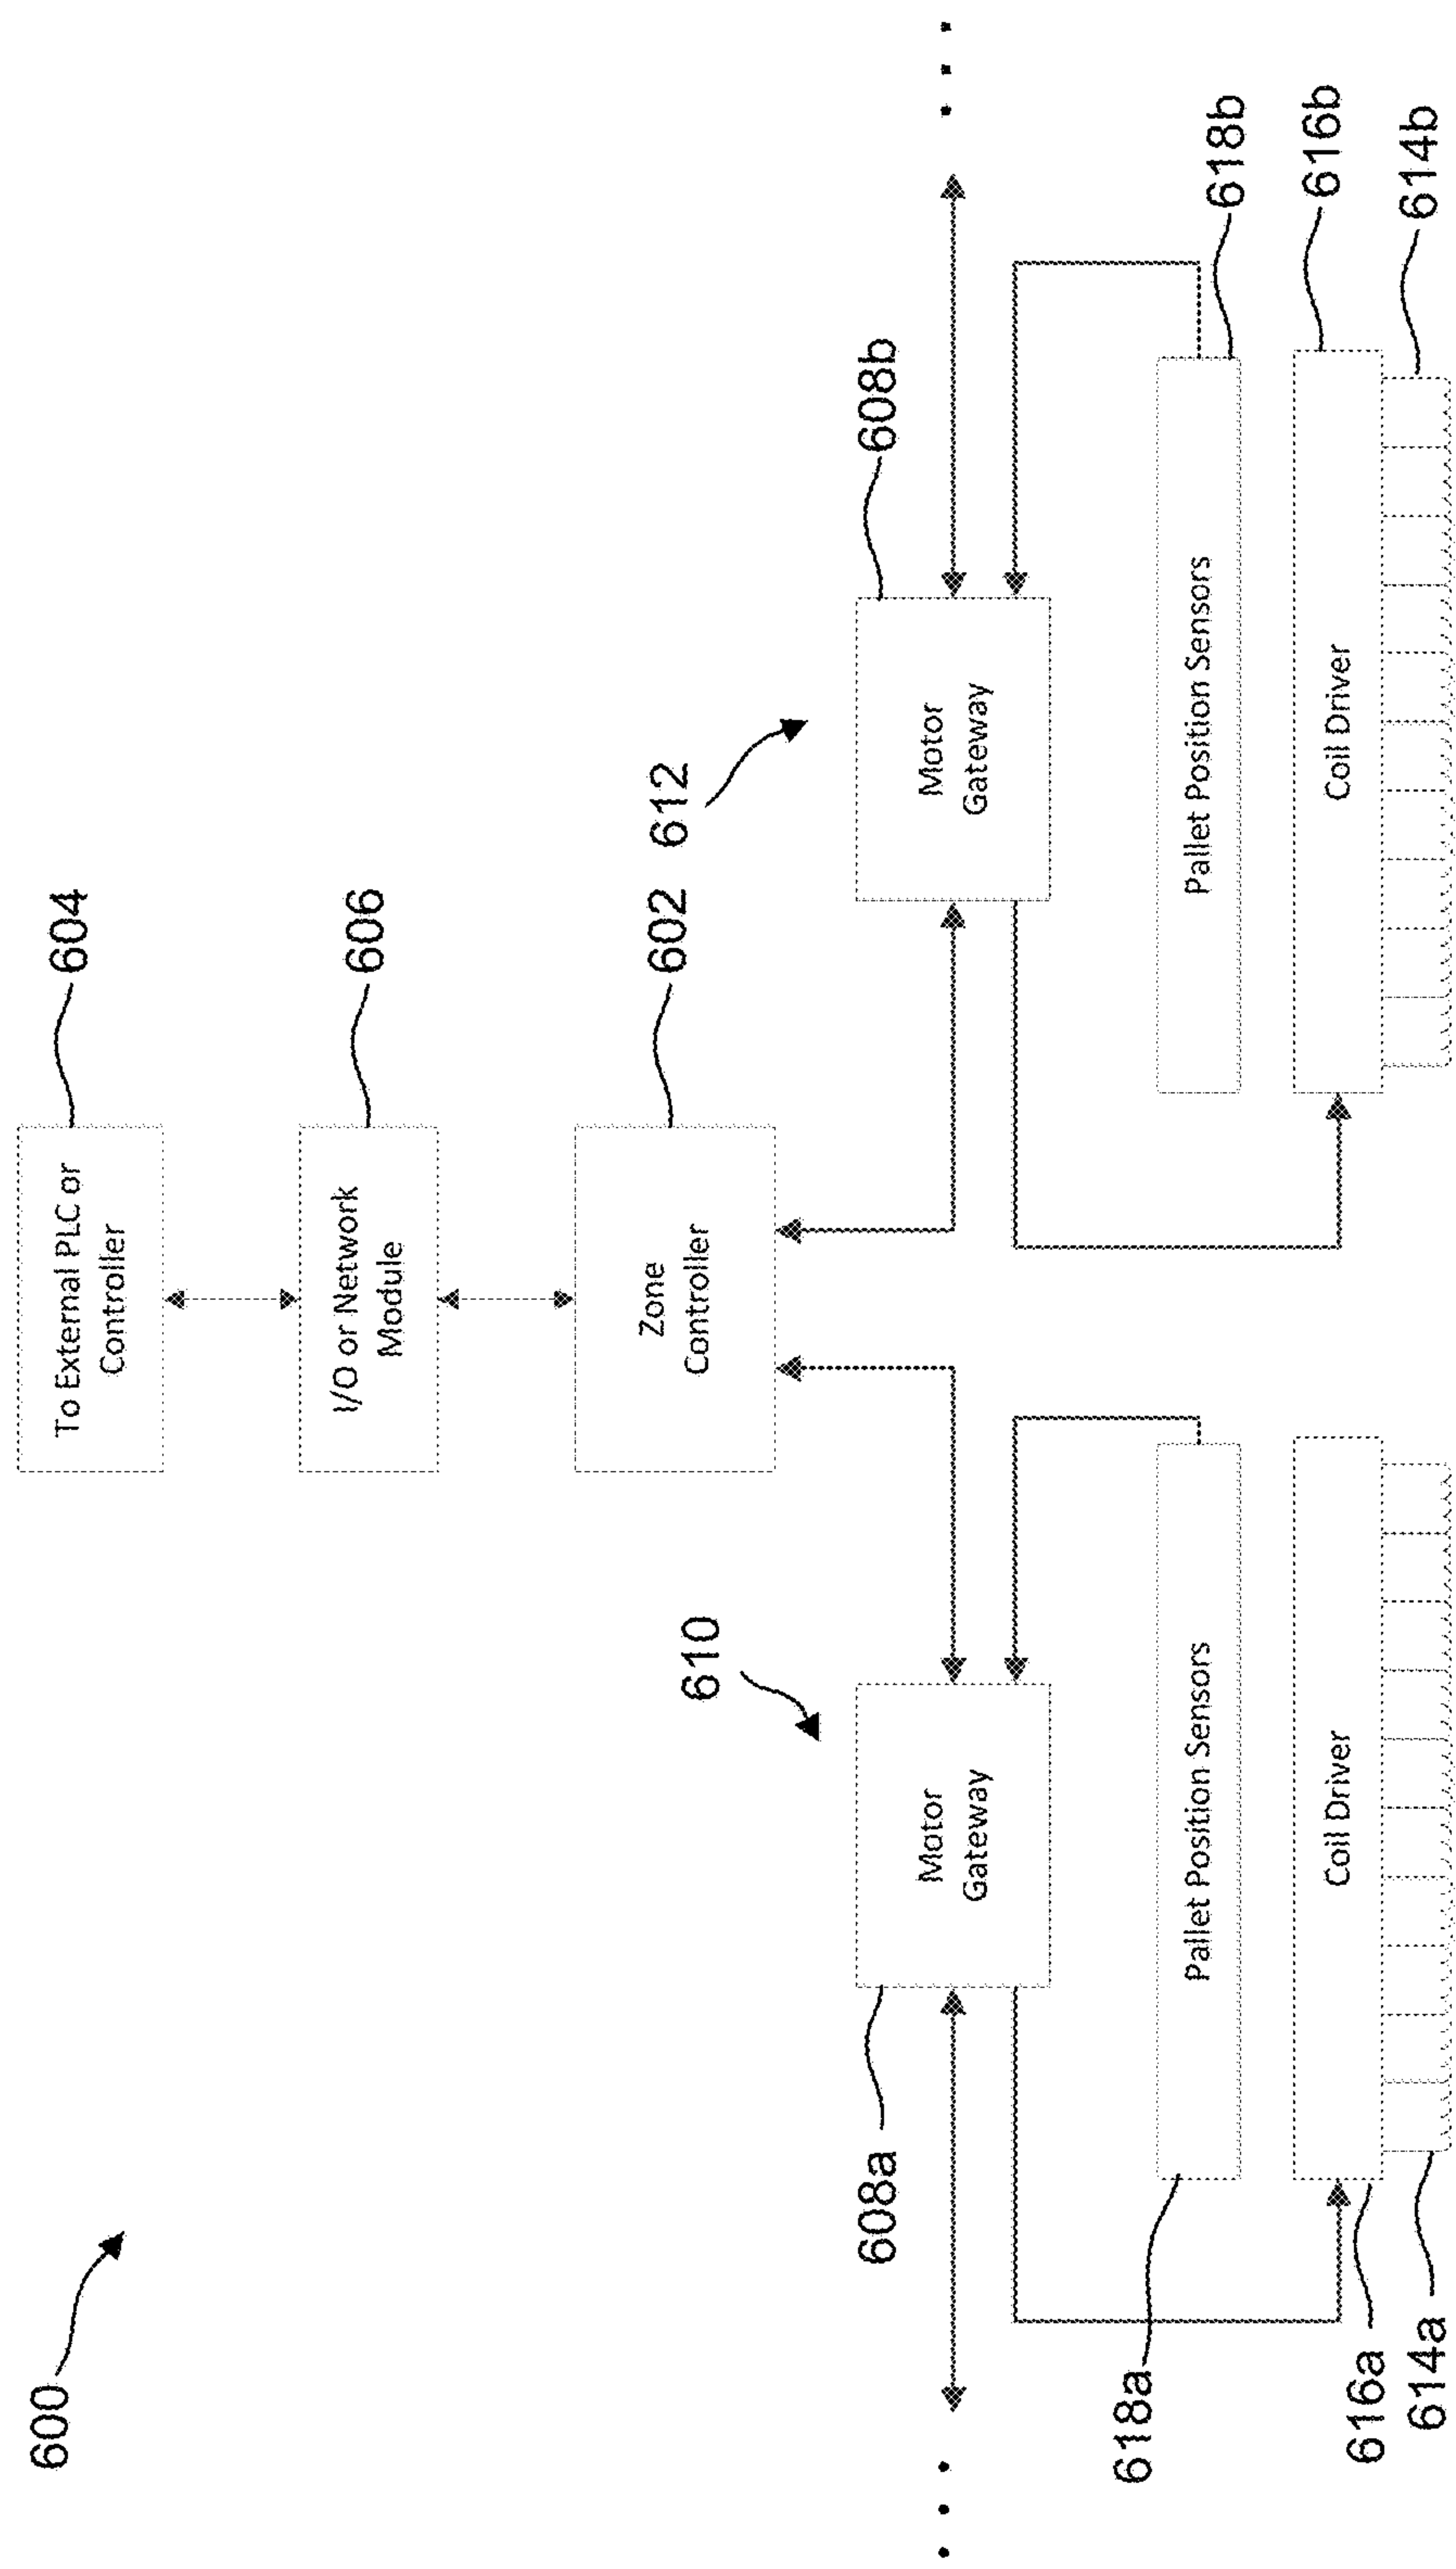 600
To External PLC or
Controller
604
I/O or Network
Module
606
Zone
Controller
602
610
612
608a
Motor
Gateway
Motor
Gateway
608b
618a
Pallet Position Sensors
Pallet Position Sensors
618b
616a
Coil Driver
Coil Driver
616b
614a
614b